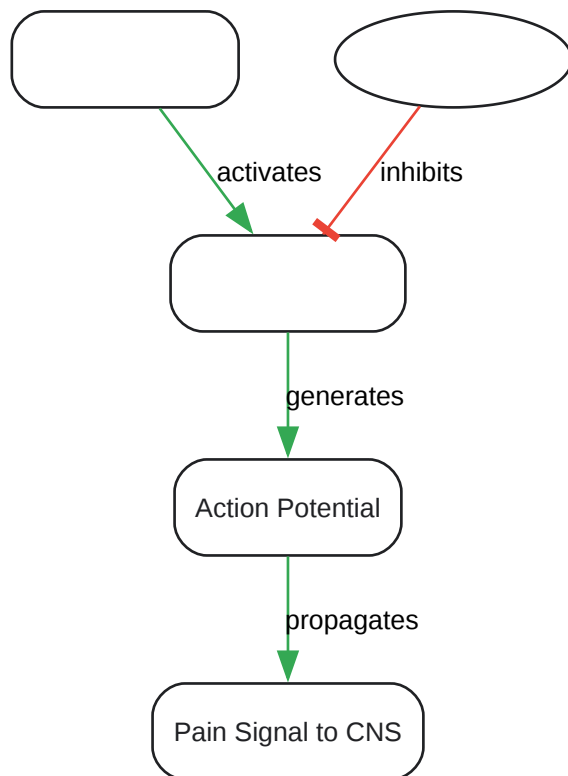 activates
inhibits
generates
Action Potential
propagates
Pain Signal to CNS